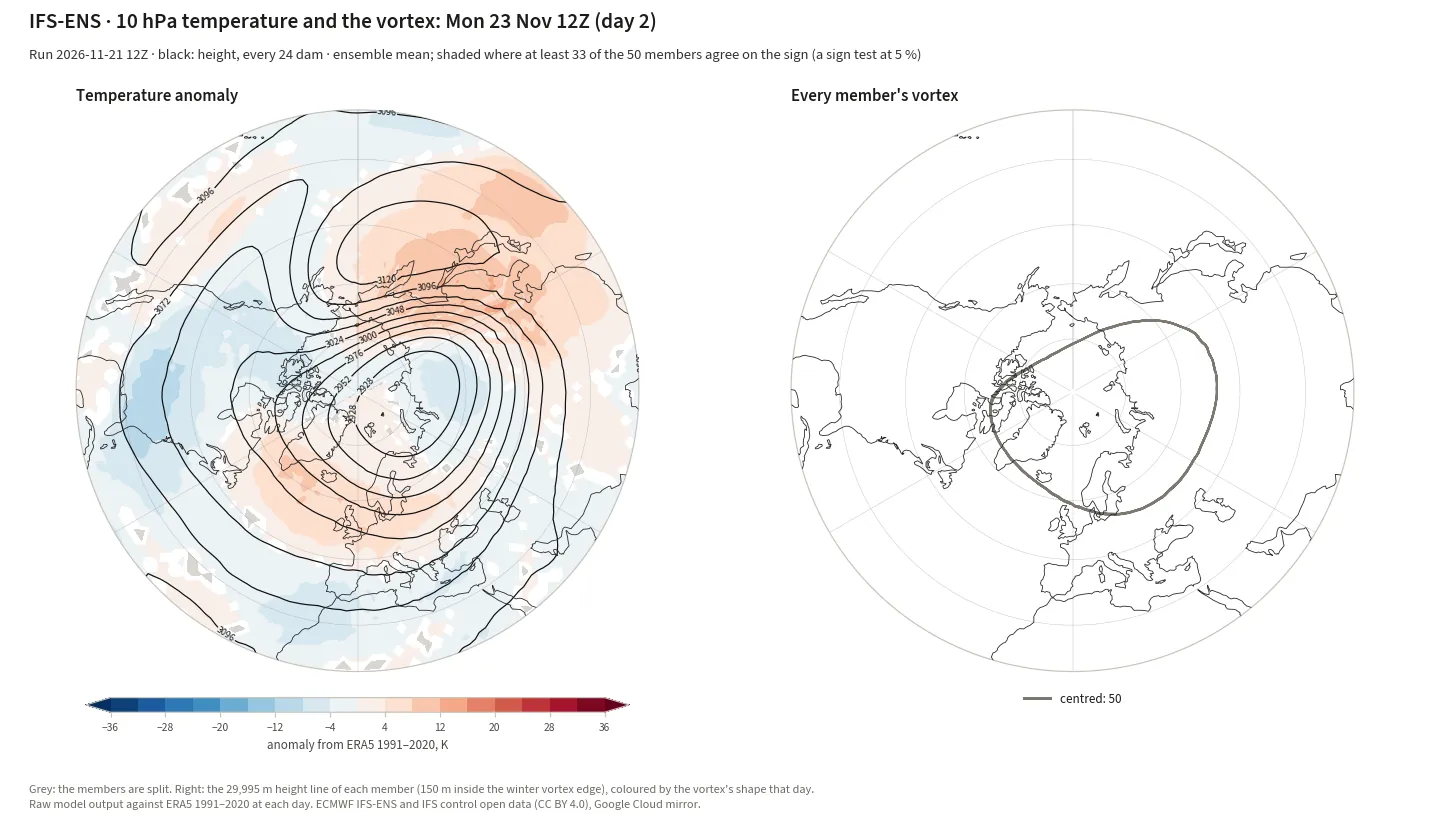 IFS-ENS · 10 hPa temperature and the vortex: Mon 23 Nov 12Z (day 2)
Run 2026-11-21 12Z · black: height, every 24 dam · ensemble mean; shaded where at least 33 of the 50 members agree on the sign (a sign test at 5 %)
Temperature anomaly
Every member's vortex
3096
3096
3120
3096
3072
3048
3024
3000
2976
2952
2928
2928
3096
centred: 50
−36
−28
−20
−12
−4
4
12
20
28
36
anomaly from ERA5 1991–2020, K
Grey: the members are split. Right: the 29,995 m height line of each member (150 m inside the winter vortex edge), coloured by the vortex's shape that day.
Raw model output against ERA5 1991–2020 at each day. ECMWF IFS-ENS and IFS control open data (CC BY 4.0), Google Cloud mirror.